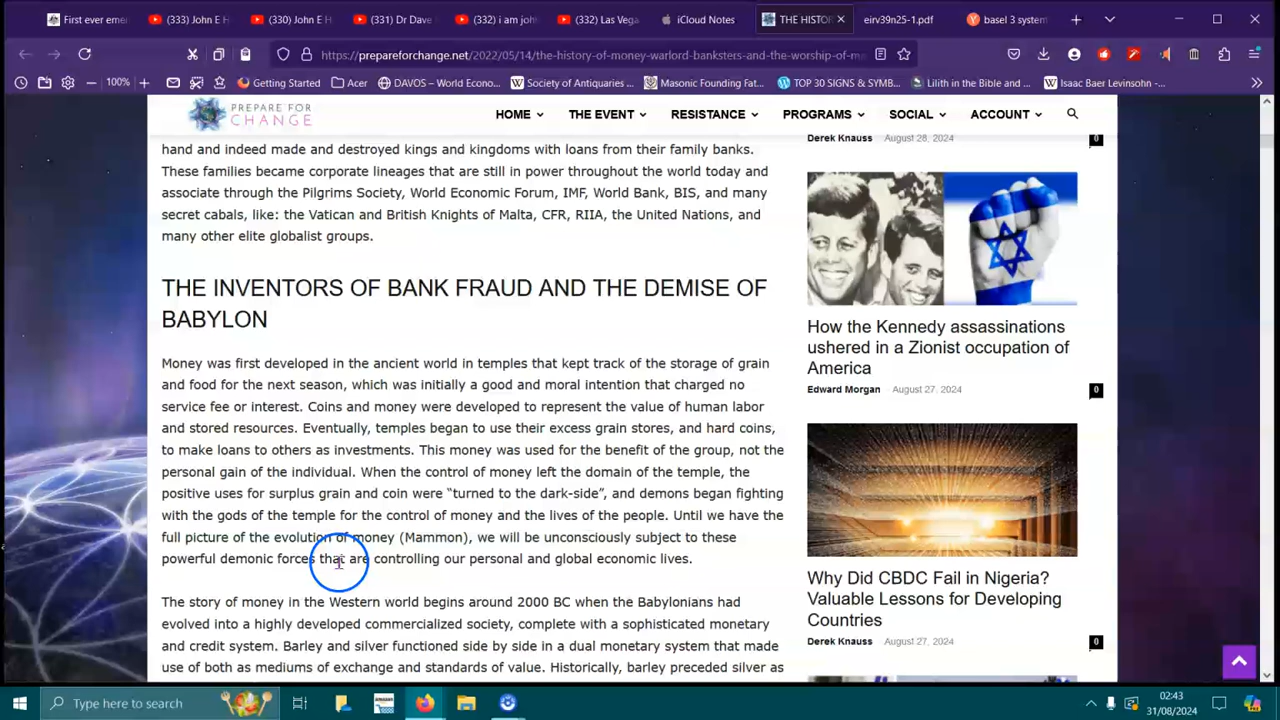 First ever emer
(333) John E H
(330) John E H
(331) Dr Dave
(332) i am john
(332) Las Vega
iCloud Notes
THE HISTOR
eirv39n25-1.pdf
basel 3 system
https://prepareforchange.net/2022/05/14/the-history-of-money-warlord-banksters-and-the-worship-of-m
100%
Getting Started
Acer
DAVOS – World Econo...
Society of Antiquaries ...
Masonic Founding Fat...
TOP 30 SIGNS & SYMB...
Lilith in the Bible and ...
Isaac Baer Levinsohn ...
PREPARE FOR
CHANGE
HOME
THE EVENT
RESISTANCE
PROGRAMS
SOCIAL
ACCOUNT
hand and indeed made and destroyed kings and kingdoms with loans from their family banks.
These families became corporate lineages that are still in power throughout the world today and
associate through the Pilgrims Society, World Economic Forum, IMF, World Bank, BIS, and many
secret cabals, like: the Vatican and British Knights of Malta, CFR, RIIA, the United Nations, and
many other elite globalist groups.
THE INVENTORS OF BANK FRAUD AND THE DEMISE OF
BABYLON
Money was first developed in the ancient world in temples that kept track of the storage of grain
and food for the next season, which was initially a good and moral intention that charged no
service fee or interest. Coins and money were developed to represent the value of human labor
and stored resources. Eventually, temples began to use their excess grain stores, and hard coins,
to make loans to others as investments. This money was used for the benefit of the group, not the
personal gain of the individual. When the control of money left the domain of the temple, the
positive uses for surplus grain and coin were “turned to the dark-side”, and demons began fighting
with the gods of the temple for the control of money and the lives of the people. Until we have the
full picture of the evolution of money (Mammon), we will be unconsciously subject to these
powerful demonic forces that are controlling our personal and global economic lives.
The story of money in the Western world begins around 2000 BC when the Babylonians had
evolved into a highly developed commercialized society, complete with a sophisticated monetary
and credit system. Barley and silver functioned side by side in a dual monetary system that made
use of both as mediums of exchange and standards of value. Historically, barley preceded silver as
Derek Knauss August 28, 2024
0
How the Kennedy assassinations
ushered in a Zionist occupation of
America
Edward Morgan August 27, 2024
0
Why Did CBDC Fail in Nigeria?
Valuable Lessons for Developing
Countries
Derek Knauss August 27, 2024
0
Type here to search
02:43
31/08/2024